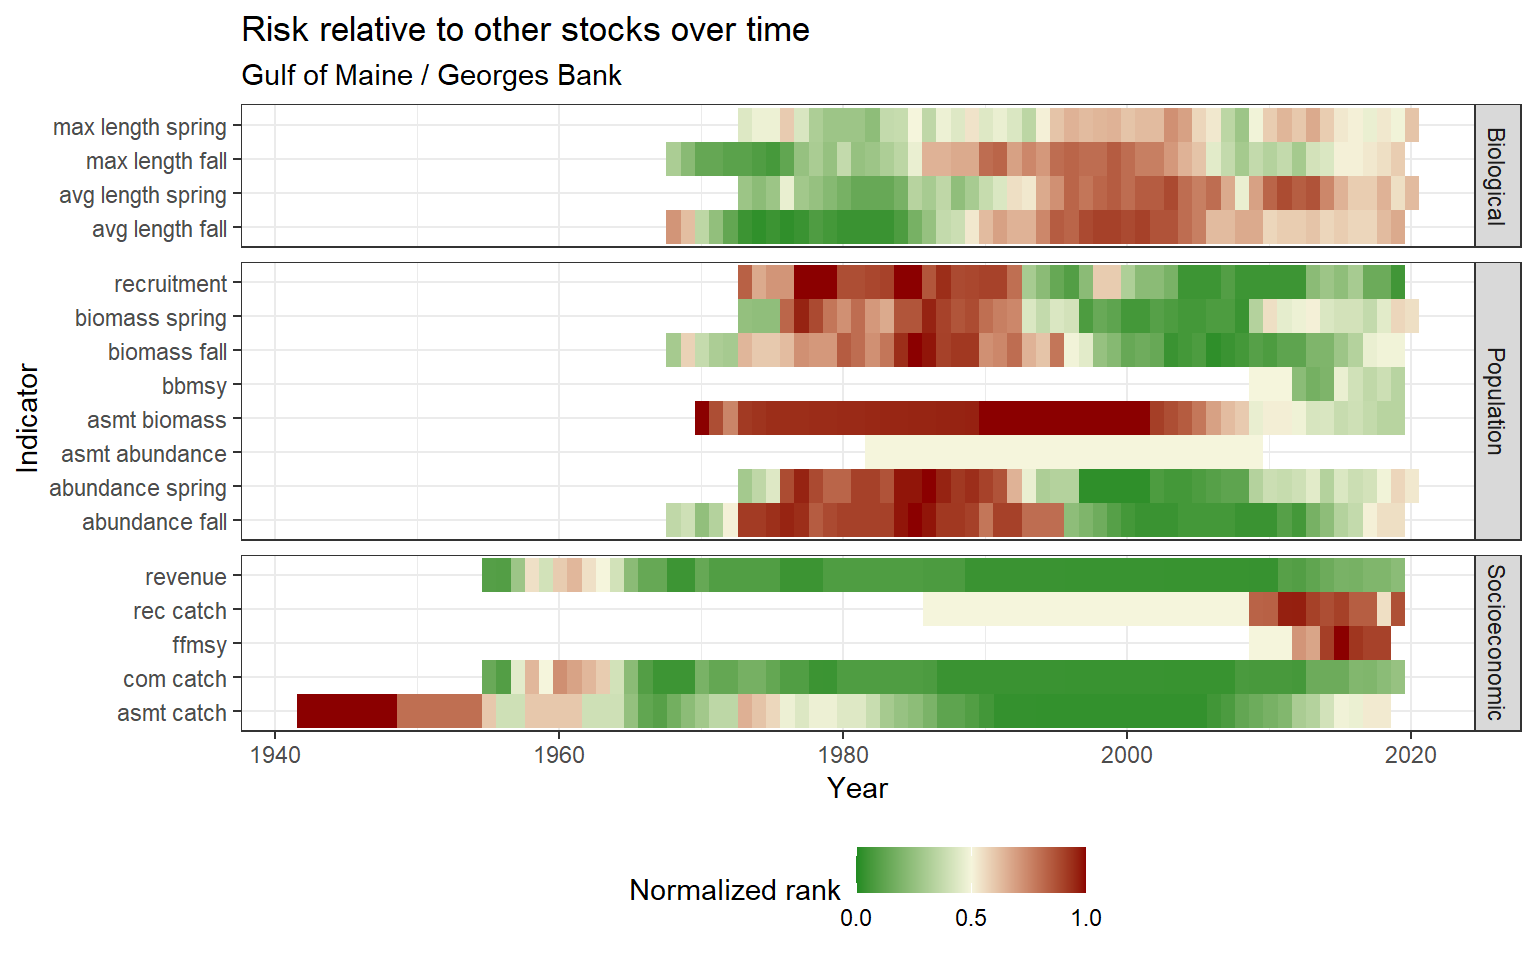 Risk relative to other stocks over time
Gulf of Maine / Georges Bank
Indicator
max length spring
max length fall
avg length spring
avg length fall
Biological
recruitment
biomass spring
biomass fall
bbmsy
asmt biomass
asmt abundance
abundance spring
abundance fall
Population
revenue
rec catch
ffmsy
com catch
asmt catch
Socioeconomic
1940 1960 1980 2000 2020
Year
Normalized rank
0.0 0.5 1.0